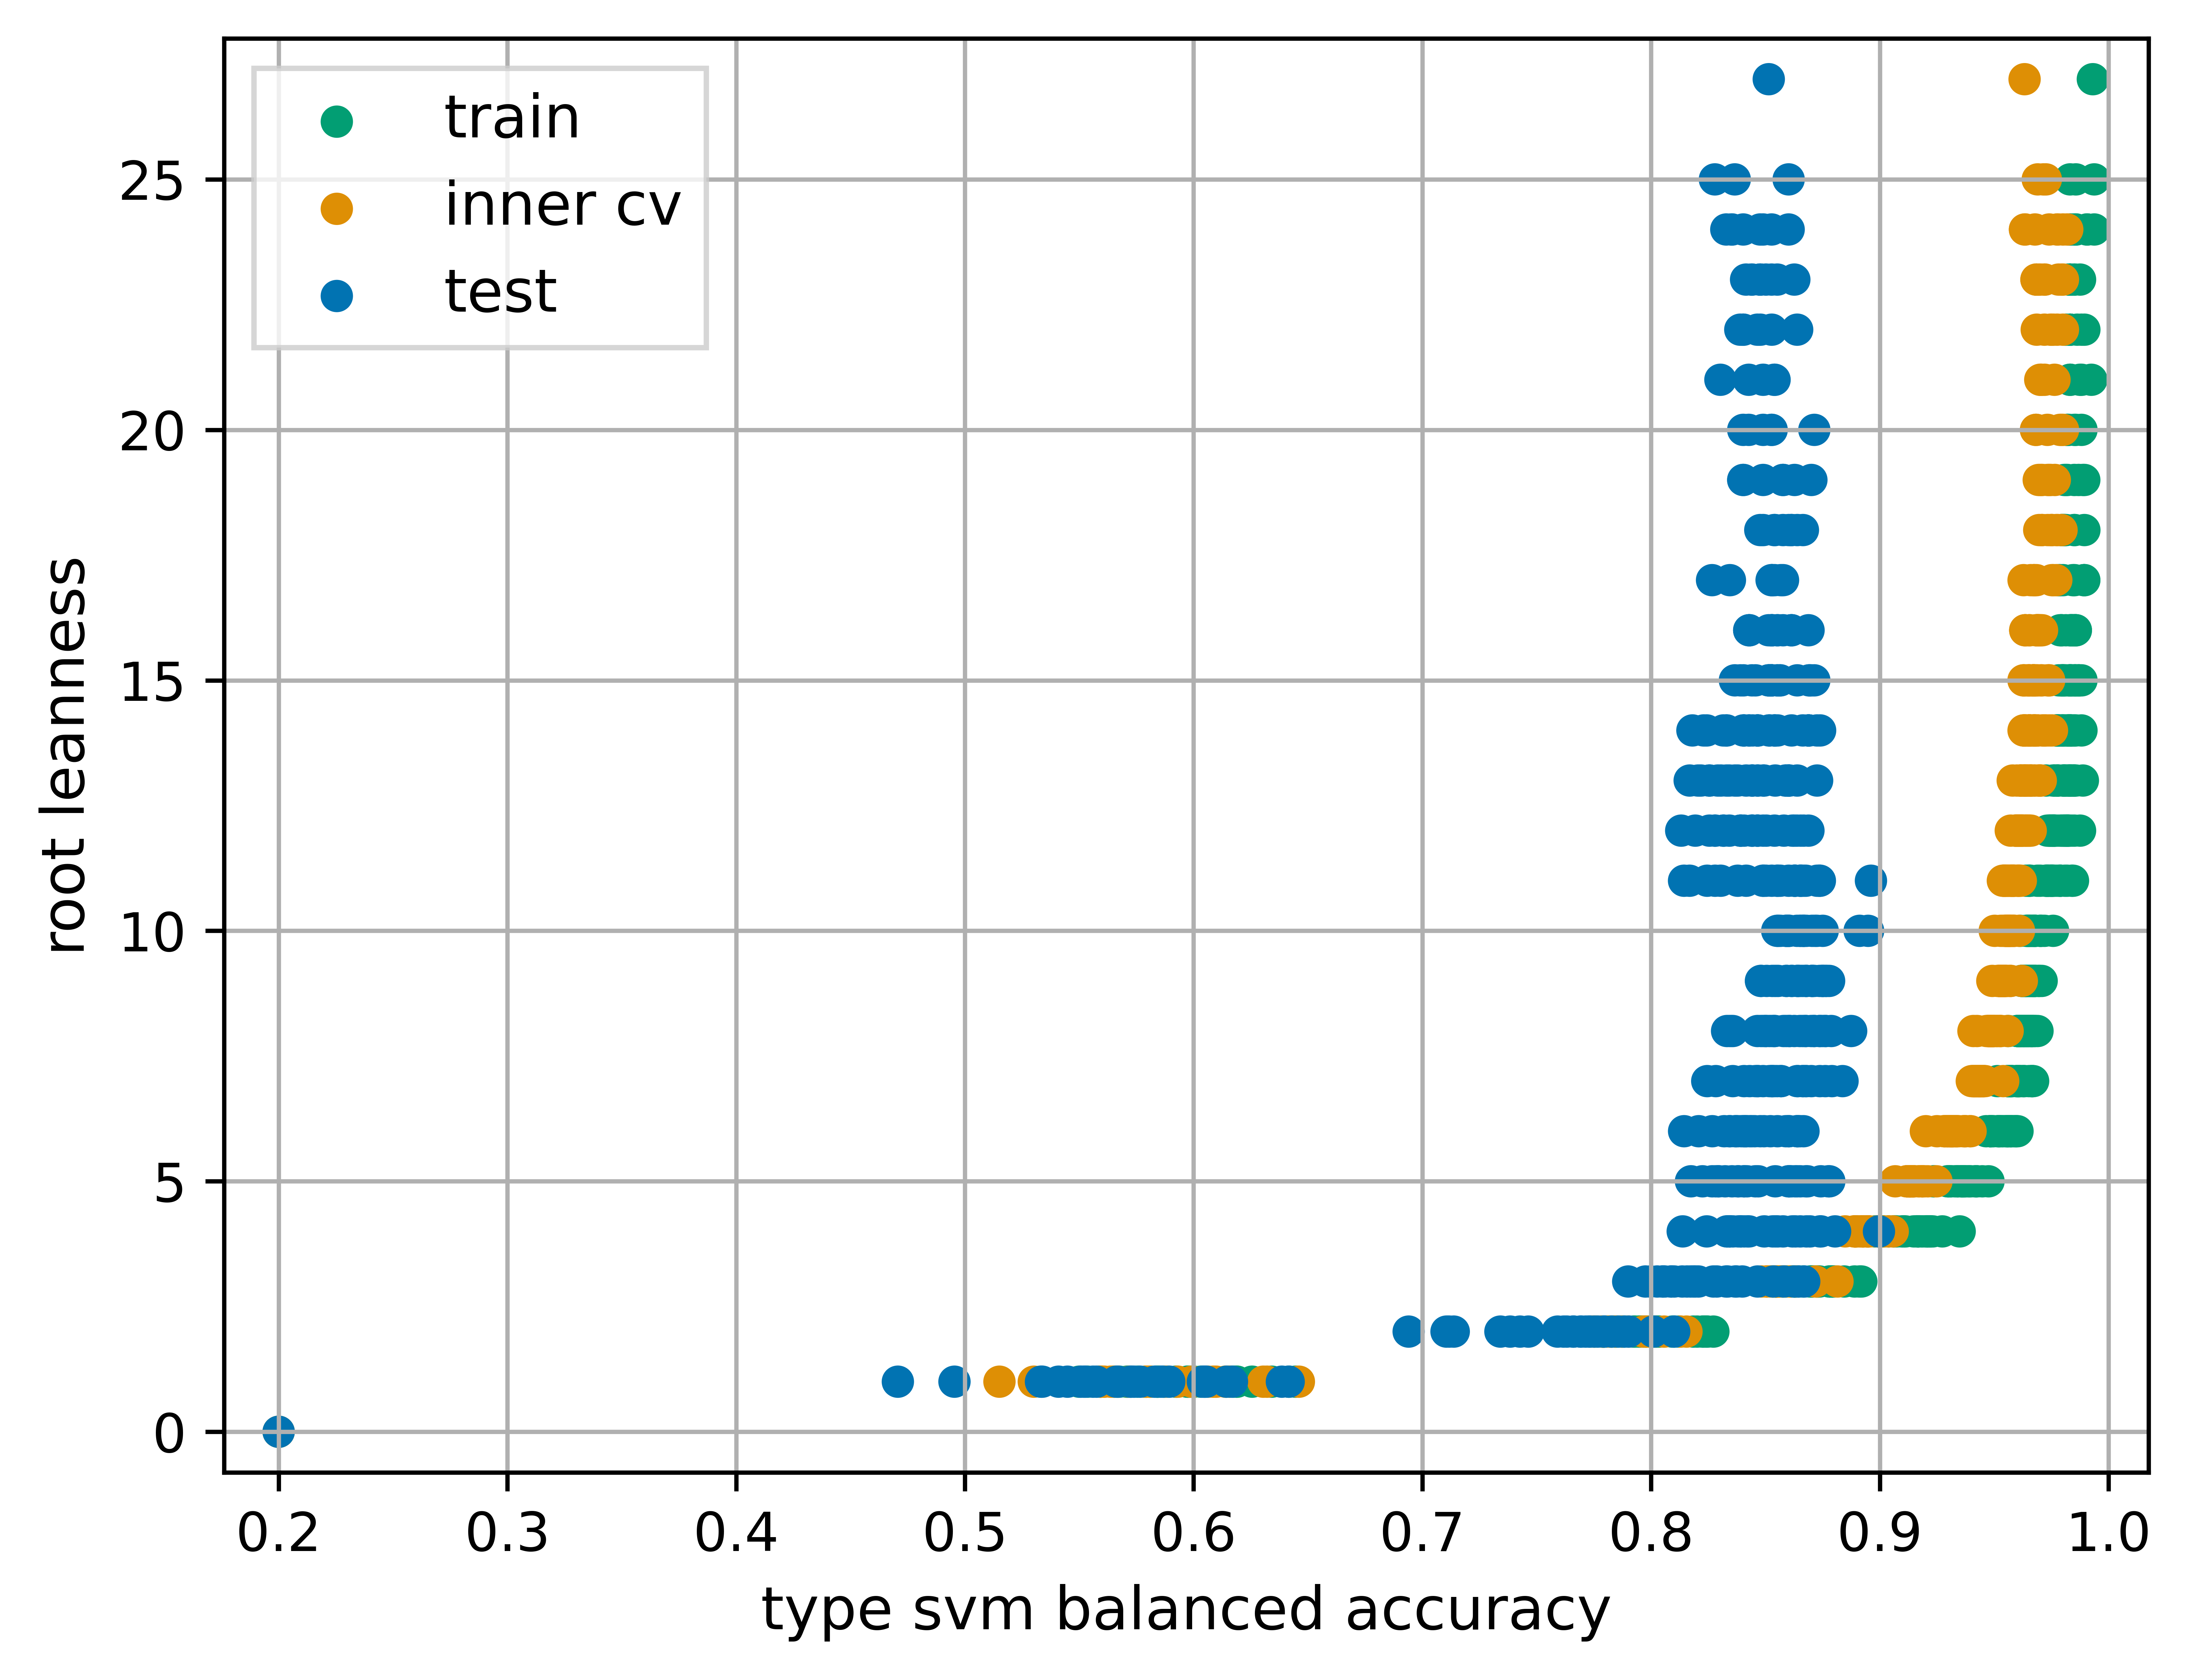 train
inner cv
test
25
20
15
10
5
0
root leanness
0.2 0.3 0.4 0.5 0.6 0.7 0.8 0.9 1.0
type svm balanced accuracy